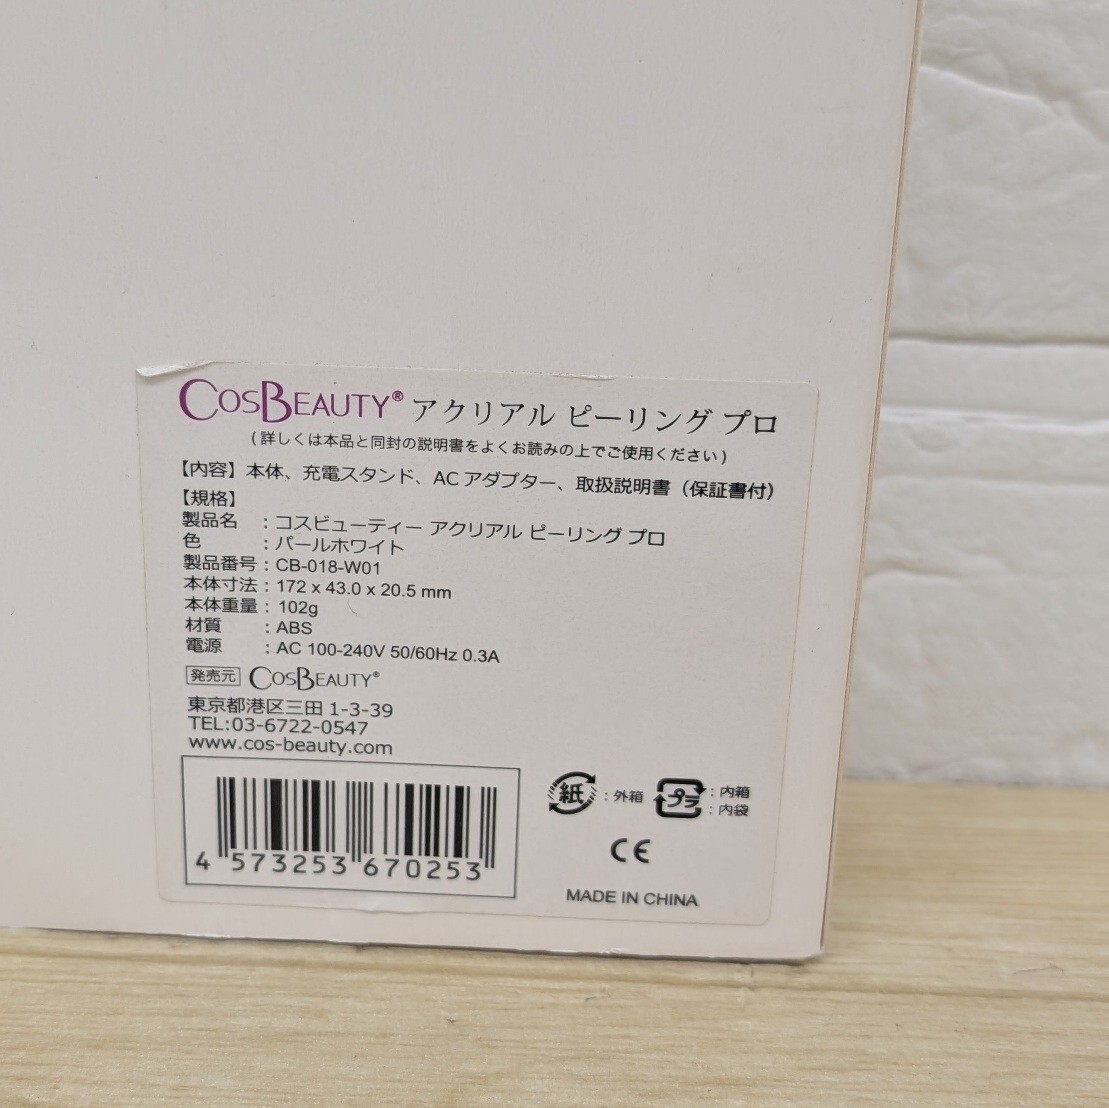 COSBEAUTY® アクリアル ピーリング プロ
(詳しくは本品と同封の説明書をよくお読みの上でご使用ください)
【内容】本体、充電スタンド、ACアダプター、取扱説明書（保証書付）
【規格】
製品名 ：コスビューティー アクリアル ピーリング プロ
色 ：パールホワイト
製品番号：CB-018-W01
本体寸法：172 x 43.0 x 20.5 mm
本体重量：102g
材質 ：ABS
電源 ：AC 100-240V 50/60Hz 0.3A
発売元 COSBEAUTY®
東京都港区三田 1-3-39
TEL:03-6722-0547
www.cos-beauty.com
4 573253 670253
紙：外箱 プラ：内箱
：内袋
CE
MADE IN CHINA